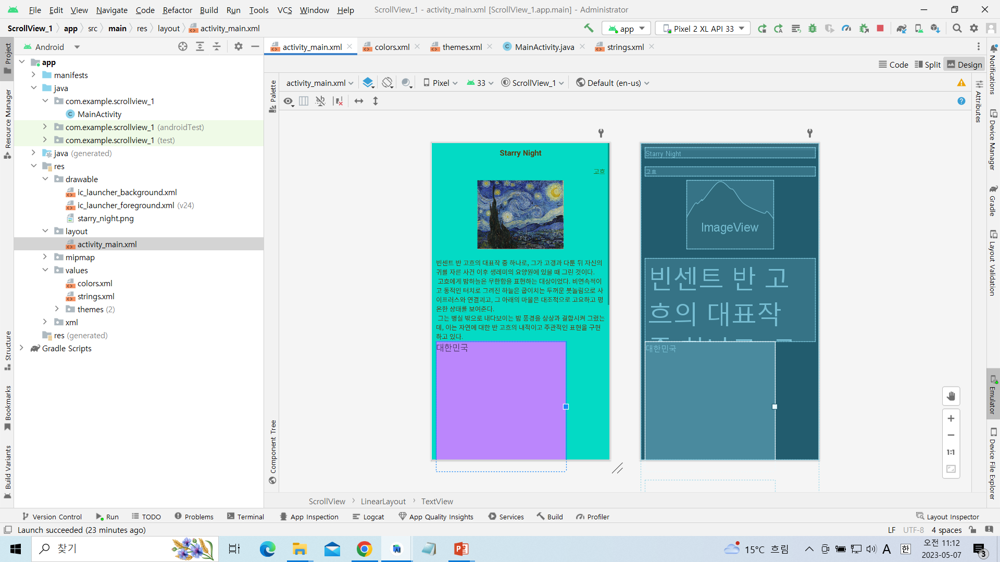 File Edit View Navigate Code Refactor Build Run Tools VCS Window Help ScrollView_1 - activity_main.xml [ScrollView_1.app.main] - Administrator
ScrollView_1 app src main res layout activity_main.xml app Pixel 2 XL API 33
Project
Resource Manager
Structure
Bookmarks
Build Variants
Android
app
manifests
java
com.example.scrollview_1
MainActivity
com.example.scrollview_1 (androidTest)
com.example.scrollview_1 (test)
java (generated)
res
drawable
ic_launcher_background.xml
ic_launcher_foreground.xml (v24)
starry_night.png
layout
activity_main.xml
mipmap
values
colors.xml
strings.xml
themes (2)
xml
res (generated)
Gradle Scripts
activity_main.xml colors.xml themes.xml MainActivity.java strings.xml
Code Split Design
Palette
Component Tree
activity_main.xml Pixel 33 ScrollView_1 Default (en-us)
Starry Night
고흐
빈센트 반 고흐의 대표작 중 하나로, 그가 고갱과 다툰 뒤 자신의
귀를 자른 사건 이후 생레미의 요양원에 있을 때 그린 것이다.
고흐에게 밤하늘은 무한함을 표현하는 대상이었다. 비연속적이
고 동적인 터치로 그려진 하늘은 굽이치는 두꺼운 붓놀림으로 사
이프러스와 연결괴고, 그 아래의 마을은 대조적으로 고요하고 평
온한 상태를 보여준다.
그는 병실 밖으로 내다보이는 밤 풍경을 상상과 결합시켜 그렸는
데, 이는 자연에 대한 반 고흐의 내적이고 주관적인 표현을 구현
하고 있다.
대한민국
Starry Night
고흐
ImageView
빈센트 반 고
흐의 대표작
대한민국
1:1
Attributes
Notifications
Device Manager
Gradle
Layout Validation
Emulator
Device File Explorer
ScrollView LinearLayout TextView
Version Control Run TODO Problems Terminal App Inspection Logcat App Quality Insights Services Build Profiler Layout Inspector
Launch succeeded (23 minutes ago) LF UTF-8 4 spaces
찾기
15°C 흐림 A 한 오전 11:12
2023-05-07
3